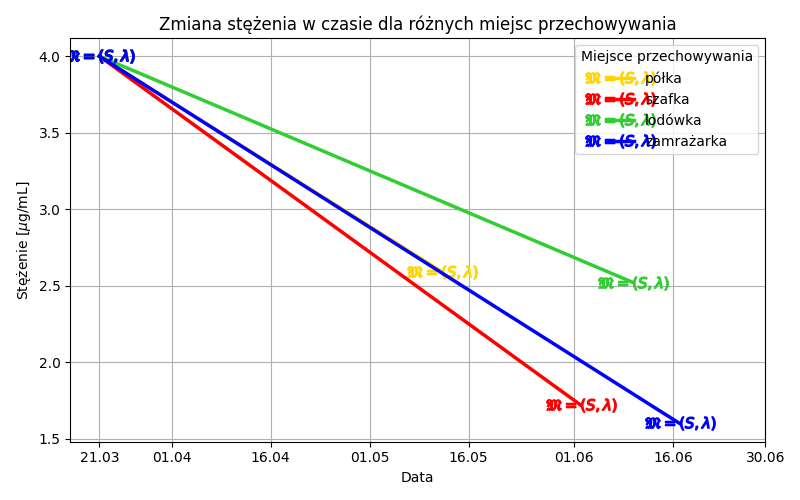 Zmiana stężenia w czasie dla różnych miejsc przechowywania
Stężenie [μg/mL]
4.0
3.5
3.0
2.5
2.0
1.5
𝕸 = (S, λ)
𝕸 = (S, λ)
𝕸 = (S, λ)
𝕸 = (S, λ)
𝕸 = (S, λ)
Miejsce przechowywania
𝕸 = (S, λ) półka
𝕸 = (S, λ) szafka
𝕸 = (S, λ) lodówka
𝕸 = (S, λ) zamrażarka
21.03 01.04 16.04 01.05 16.05 01.06 16.06 30.06
Data